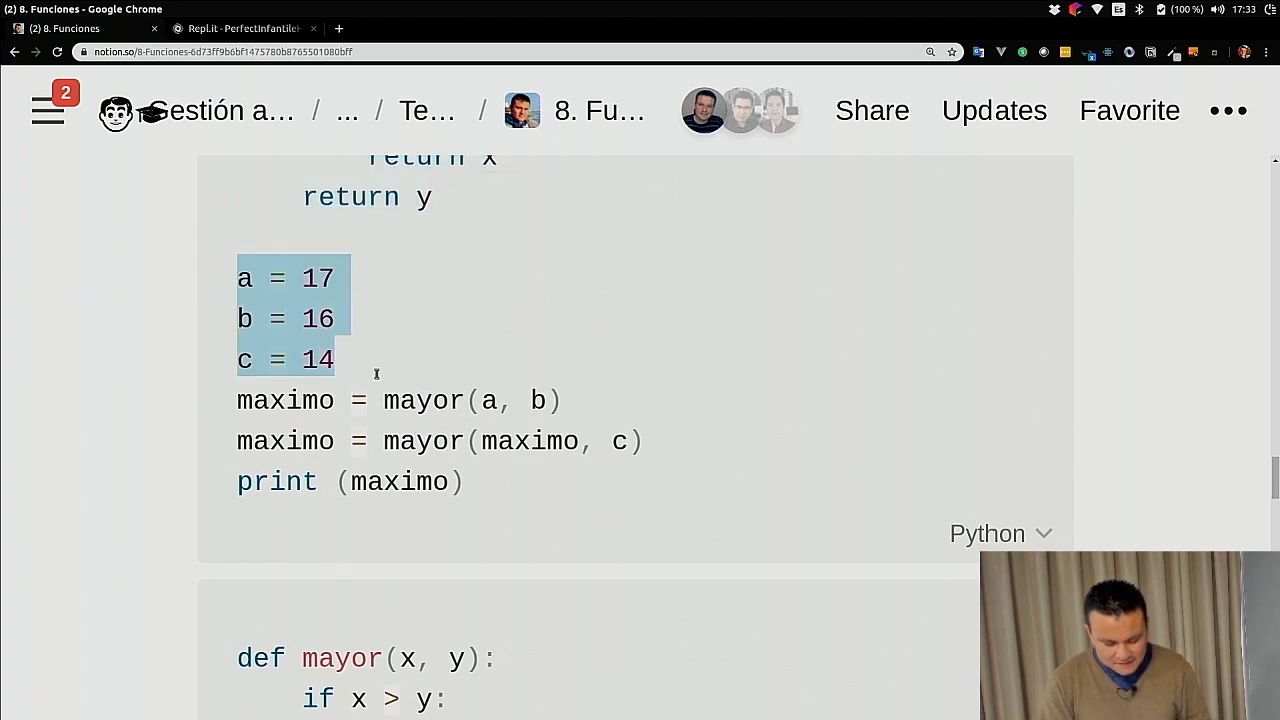 (2) 8. Funciones - Google Chrome
Es
(100 %)
17:33
(2) 8. Funciones
Repl.it - PerfectInfantileH
notion.so/8-Funciones-6d73ff9b6bf1475780b8765501080bff
2
Gestión a... / ... / Te... / 8. Fu...
Share Updates Favorite
return x
return y
a = 17
b = 16
c = 14
maximo = mayor(a, b)
maximo = mayor(maximo, c)
print (maximo)
Python
def mayor(x, y):
if x > y: